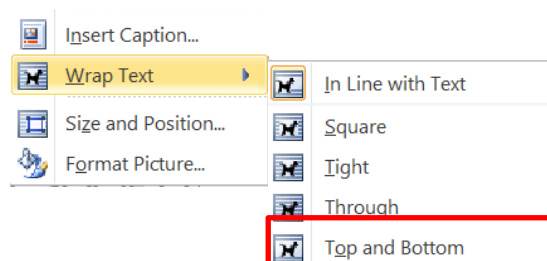 Insert Caption...
Wrap Text
Size and Position...
Format Picture...
In Line with Text
Square
Tight
Through
Top and Bottom